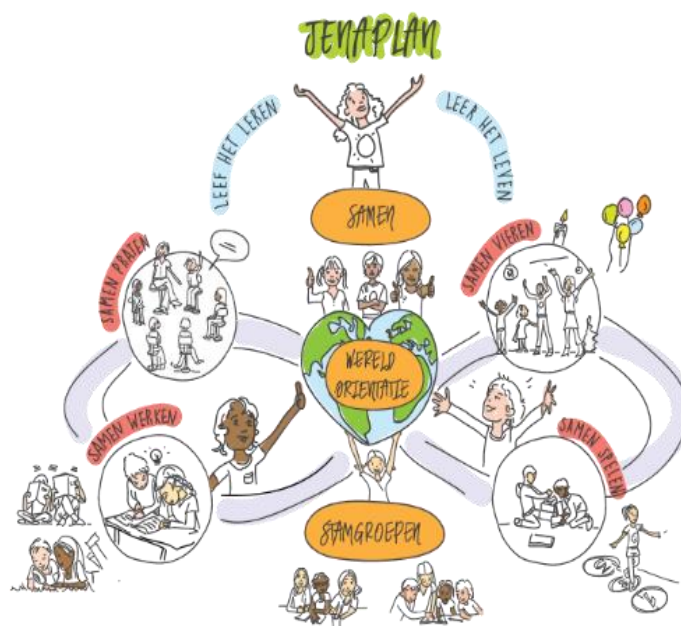 JENAPLAN
LEEF HET LEREN
LEER HET LEVEN
SAMEN
SAMEN PRATEN
SAMEN VIEREN
WERELD
ORIENTATIE
SAMEN WERKEN
SAMEN SPELEN
STAMGROEPEN